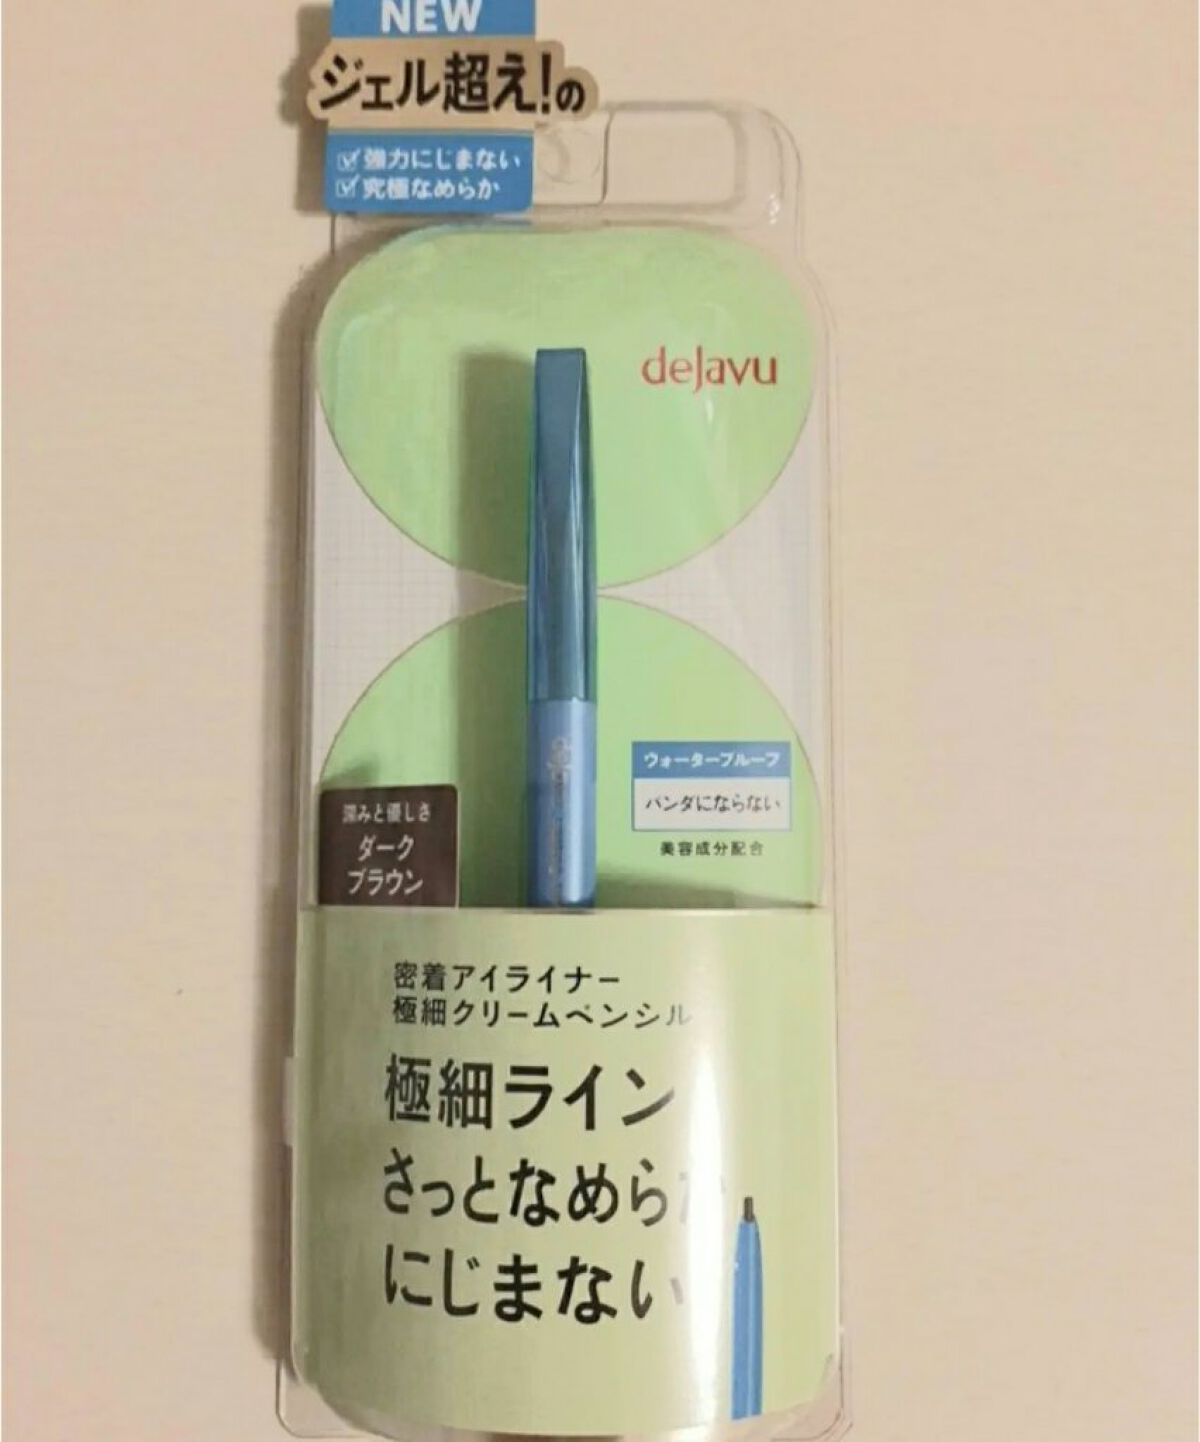 NEW
ジェル超え!の
強力にじまない
究極なめらか
dejavu
ウォータープルーフ
パンダにならない
美容成分配合
深みと優しさ
ダーク
ブラウン
密着アイライナー
極細クリームペンシル
極細ライン
さっとなめらか
にじまない